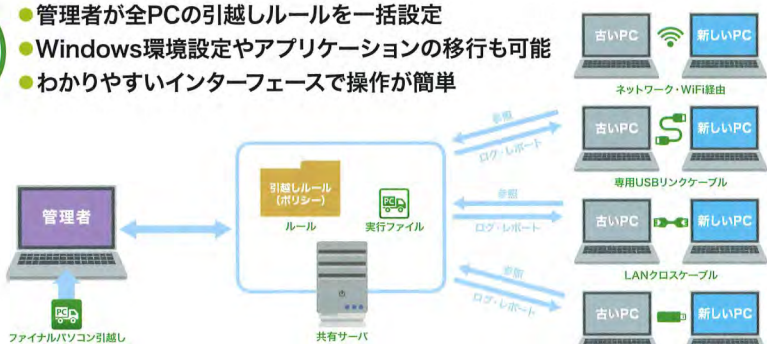 ●管理者が全PCの引越しルールを一括設定
●Windows環境設定やアプリケーションの移行も可能
●わかりやすいインターフェースで操作が簡単
古いPC
新しいPC
ネットワーク・WiFi経由
参照
ログ・レポート
古いPC
新しいPC
専用USBリンクケーブル
管理者
引越しルール
(ポリシー)
ルール
PC
実行ファイル
参照
ログ・レポート
古いPC
新しいPC
LANクロスケーブル
参照
ログ・レポート
古いPC
新しいPC
PC
ファイナルパソコン引越し
共有サーバ